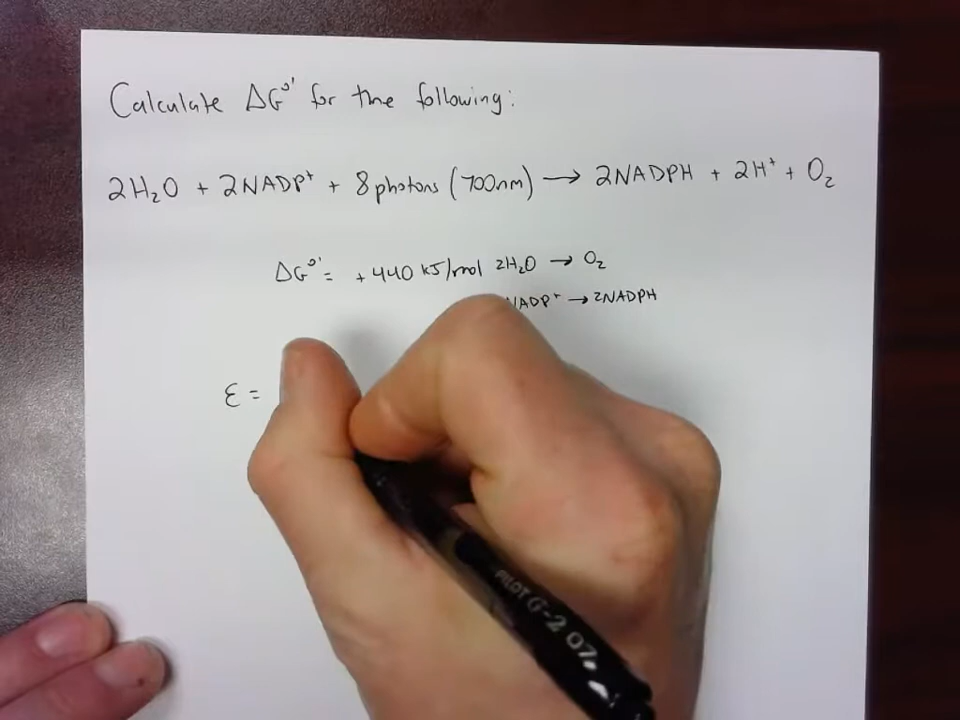 Calculate ΔG°' for the following:
2H₂O + 2NADP⁺ + 8 photons (700nm) → 2NADPH + 2H⁺ + O₂
ΔG°' = +440 kJ/mol 2H₂O → O₂
NADP⁺ → 2NADPH
ε =
PILOT G-2 07